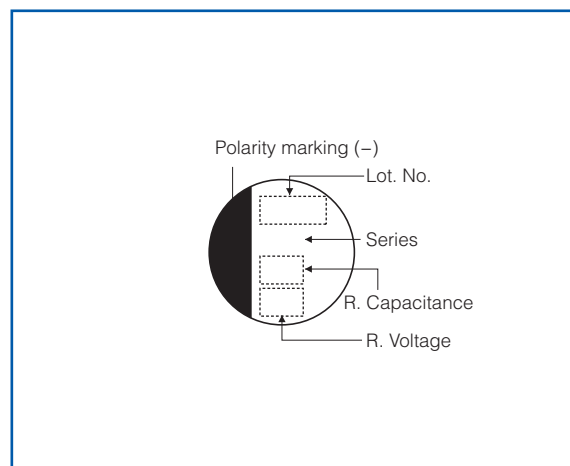 Polarity marking (−)
Lot. No.
Series
R. Capacitance
R. Voltage